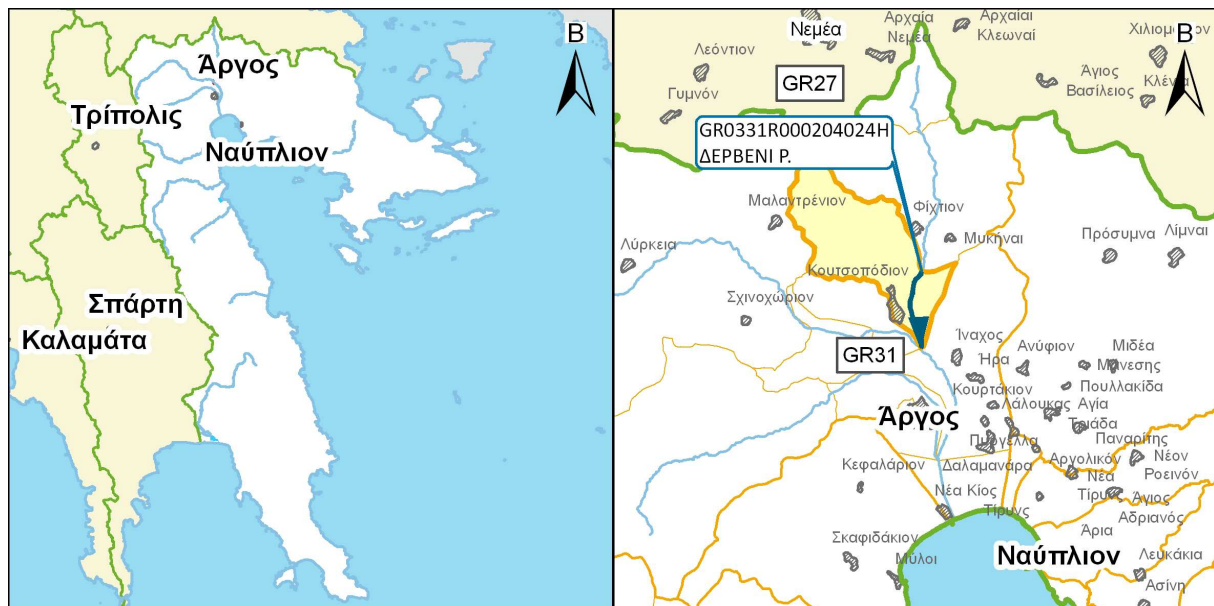 B
Άργος
Τρίπολις
Ναύπλιον
Σπάρτη
Καλαμάτα
B
Νεμέα
Αρχαία
Νεμέα
Αρχαίαι
Κλεωναί
Λεόντιον
Γυμνόν
GR27
Άγιος
Βασίλειος
Κλένια
GR0331R000204024H
ΔΕΡΒΕΝΙ Ρ.
Μαλαντρένιον
Φίχτιον
Μυκήναι
Πρόσυμνα
Λίμναι
Λύρκεια
Κουτσοπόδιον
Σχινοχώριον
GR31
Ίναχος
Ήρα
Ανύφιον
Μιδέα
Μάνεσης
Πουλλακίδα
Κουρτάκιον
Λάλουκας
Αγία
Τριάδα
Άργος
Πυργέλλα
Παναρίτης
Κεφαλάριον
Δαλαμανάρα
Αργολικόν
Νέον
Ροεινόν
Νέα Κίος
Τίρυνς
Νέα
Τίρυνς
Άγιος
Αδριανός
Άρια
Σκαφιδάκιον
Μύλοι
Ναύπλιον
Λευκάκια
Ασίνη